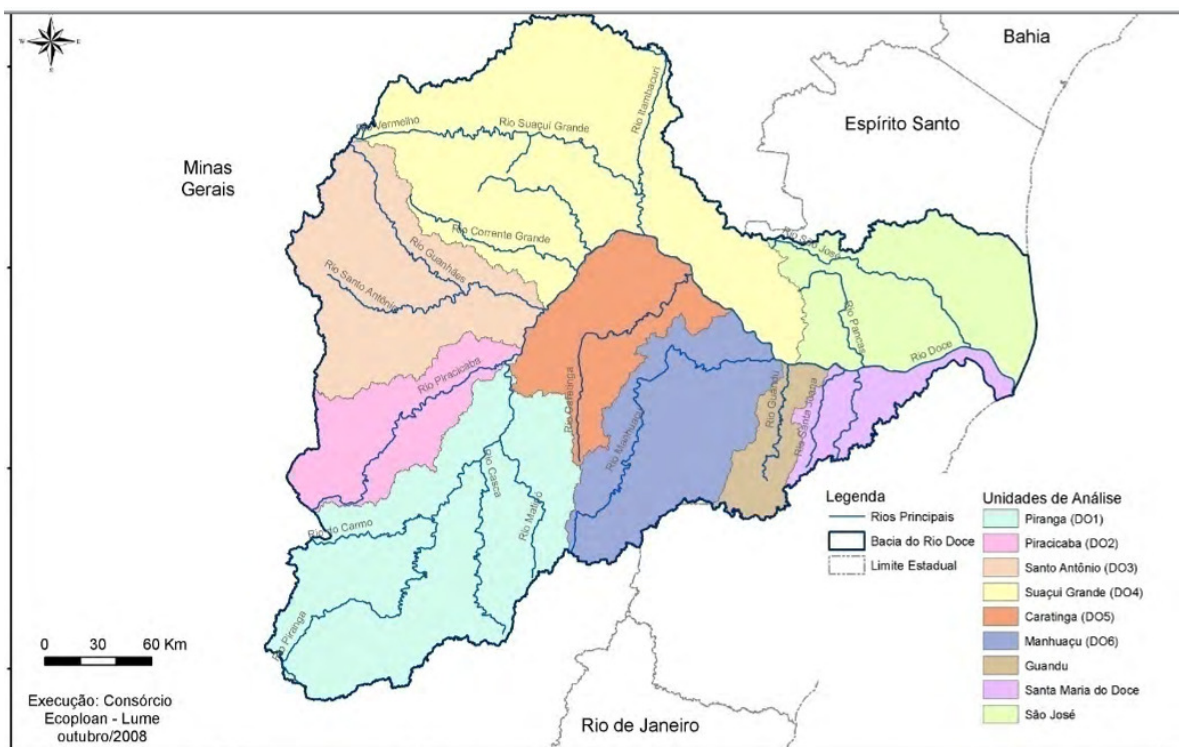 W
E
S
Bahia
Espírito Santo
Minas
Gerais
Rio Vermelho
Rio Suaçuí Grande
Rio Itambacuri
Rio Corrente Grande
Rio Guanhães
Rio Santo Antônio
Rio São José
Rio Pancas
Rio Doce
Rio Piracicaba
Rio Caratinga
Rio Manhuaçu
Rio Guandu
Rio Santa Joana
Rio Casca
Rio Matipó
Rio do Carmo
Rio Piranga
Legenda
Rios Principais
Bacia do Rio Doce
Limite Estadual
Unidades de Análise
Piranga (DO1)
Piracicaba (DO2)
Santo Antônio (DO3)
Suaçui Grande (DO4)
Caratinga (DO5)
Manhuaçu (DO6)
Guandu
Santa Maria do Doce
São José
0 30 60 Km
Execução: Consórcio
Ecoploan - Lume
outubro/2008
Rio de Janeiro